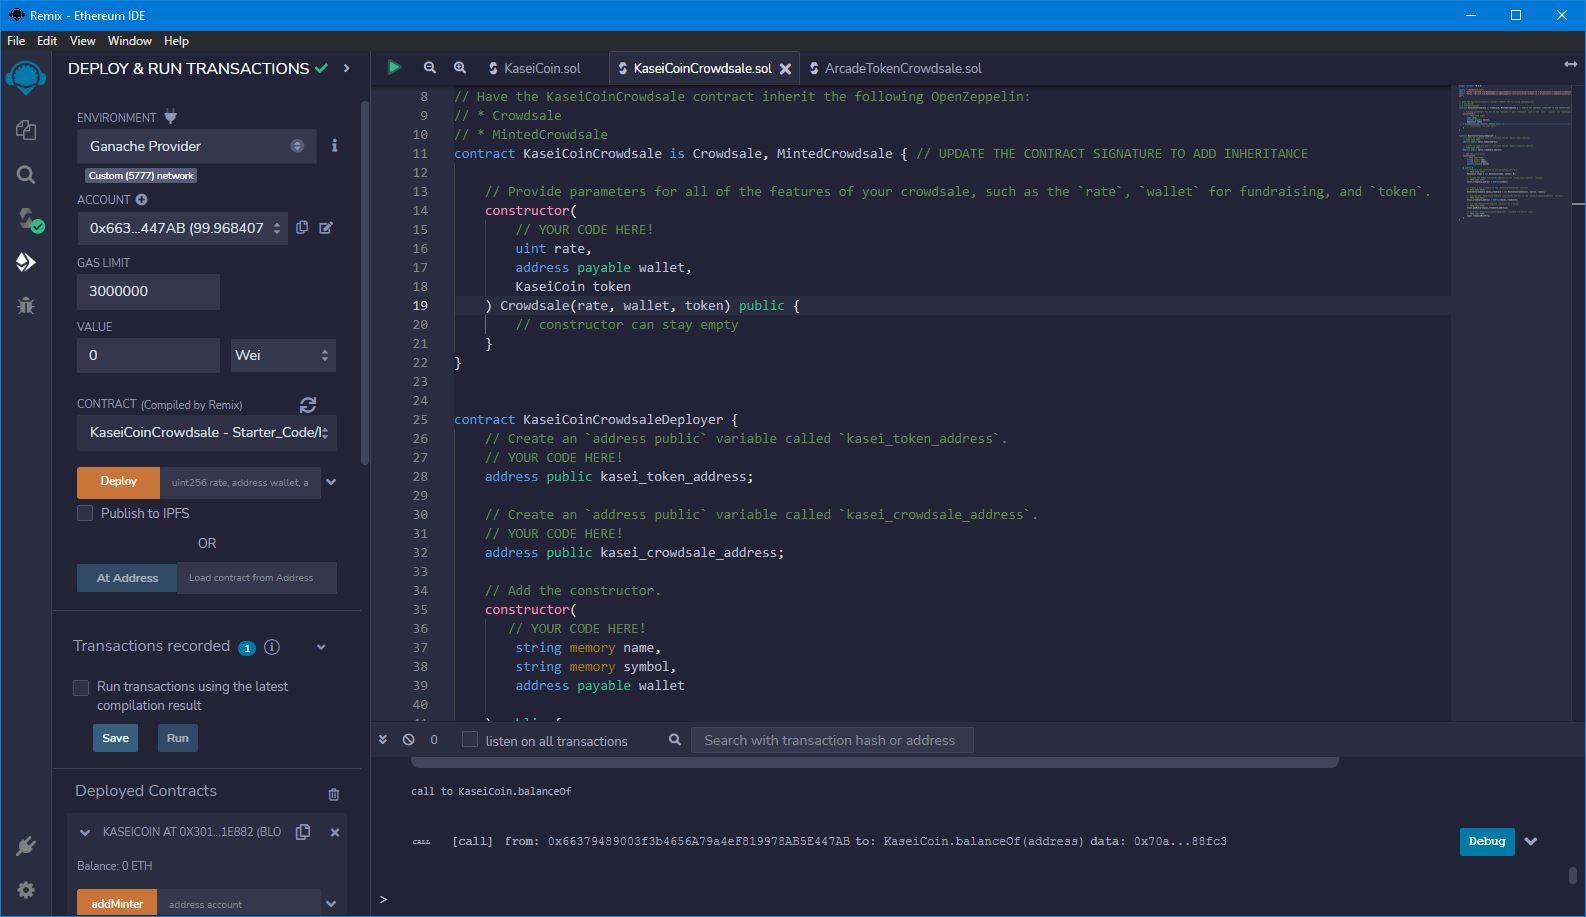 Remix - Ethereum IDE
File Edit View Window Help
DEPLOY & RUN TRANSACTIONS
ENVIRONMENT
Ganache Provider
Custom (5777) network
ACCOUNT
0x663...447AB (99.968407
GAS LIMIT
3000000
VALUE
0 Wei
CONTRACT (Compiled by Remix)
KaseiCoinCrowdsale - Starter_Code/
Deploy uint256 rate, address wallet, a
Publish to IPFS
OR
At Address Load contract from Address
Transactions recorded 1
Run transactions using the latest
compilation result
Save Run
Deployed Contracts
KASEICOIN AT 0X301...1E882 (BLO
Balance: 0 ETH
addMinter address account
KaseiCoin.sol KaseiCoinCrowdsale.sol ArcadeTokenCrowdsale.sol
8 // Have the KaseiCoinCrowdsale contract inherit the following OpenZeppelin:
9 // * Crowdsale
10 // * MintedCrowdsale
11 contract KaseiCoinCrowdsale is Crowdsale, MintedCrowdsale { // UPDATE THE CONTRACT SIGNATURE TO ADD INHERITANCE
12
13 // Provide parameters for all of the features of your crowdsale, such as the `rate`, `wallet` for fundraising, and `token`.
14 constructor(
15 // YOUR CODE HERE!
16 uint rate,
17 address payable wallet,
18 KaseiCoin token
19 ) Crowdsale(rate, wallet, token) public {
20 // constructor can stay empty
21 }
22 }
23
24
25 contract KaseiCoinCrowdsaleDeployer {
26 // Create an `address public` variable called `kasei_token_address`.
27 // YOUR CODE HERE!
28 address public kasei_token_address;
29
30 // Create an `address public` variable called `kasei_crowdsale_address`.
31 // YOUR CODE HERE!
32 address public kasei_crowdsale_address;
33
34 // Add the constructor.
35 constructor(
36 // YOUR CODE HERE!
37 string memory name,
38 string memory symbol,
39 address payable wallet
40
0 listen on all transactions Search with transaction hash or address
call to KaseiCoin.balanceOf
CALL [call] from: 0x66379489003f3b4656A79a4eF819978AB5E447AB to: KaseiCoin.balanceOf(address) data: 0x70a...88fc3 Debug
>